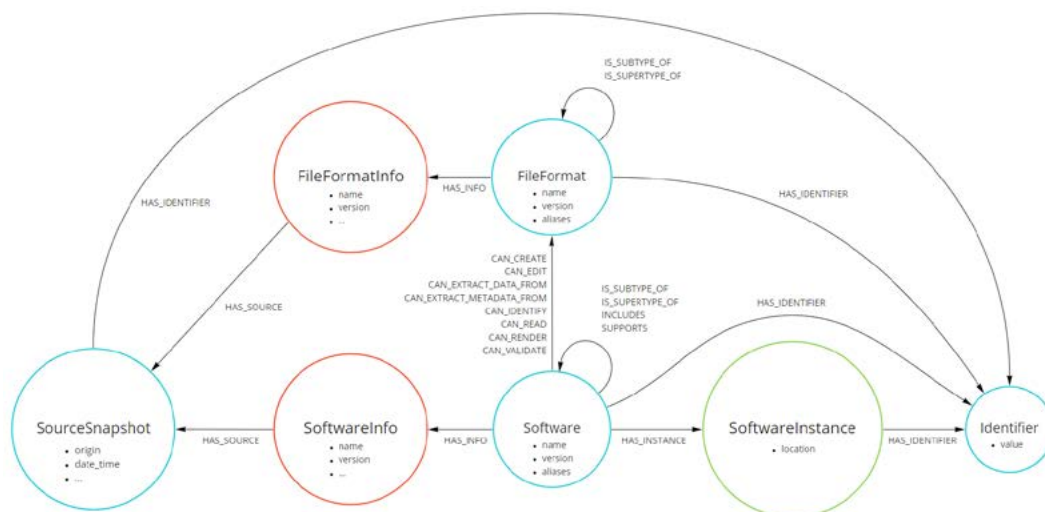 IS_SUBTYPE_OF
IS_SUPERTYPE_OF
FileFormatInfo
• name
• version
• ...
HAS_INFO
FileFormat
• name
• version
• aliases
HAS_IDENTIFIER
HAS_IDENTIFIER
CAN_CREATE
CAN_EDIT
CAN_EXTRACT_DATA_FROM
CAN_EXTRACT_METADATA_FROM
CAN_IDENTIFY
CAN_READ
CAN_RENDER
CAN_VALIDATE
IS_SUBTYPE_OF
IS_SUPERTYPE_OF
INCLUDES
SUPPORTS
HAS_IDENTIFIER
HAS_SOURCE
SourceSnapshot
• origin
• date_time
• ...
HAS_SOURCE
SoftwareInfo
• name
• version
• ...
HAS_INFO
Software
• name
• version
• aliases
HAS_INSTANCE
SoftwareInstance
• location
HAS_IDENTIFIER
Identifier
• value